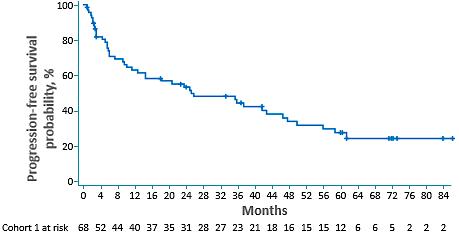 Progression-free survival
probability, %
100
80
60
40
20
0
0 4 8 12 16 20 24 28 32 36 40 44 48 52 56 60 64 68 72 76 80 84
Months
Cohort 1 at risk 68 52 44 40 37 35 31 28 27 23 21 18 16 15 15 12 6 6 5 2 2 2